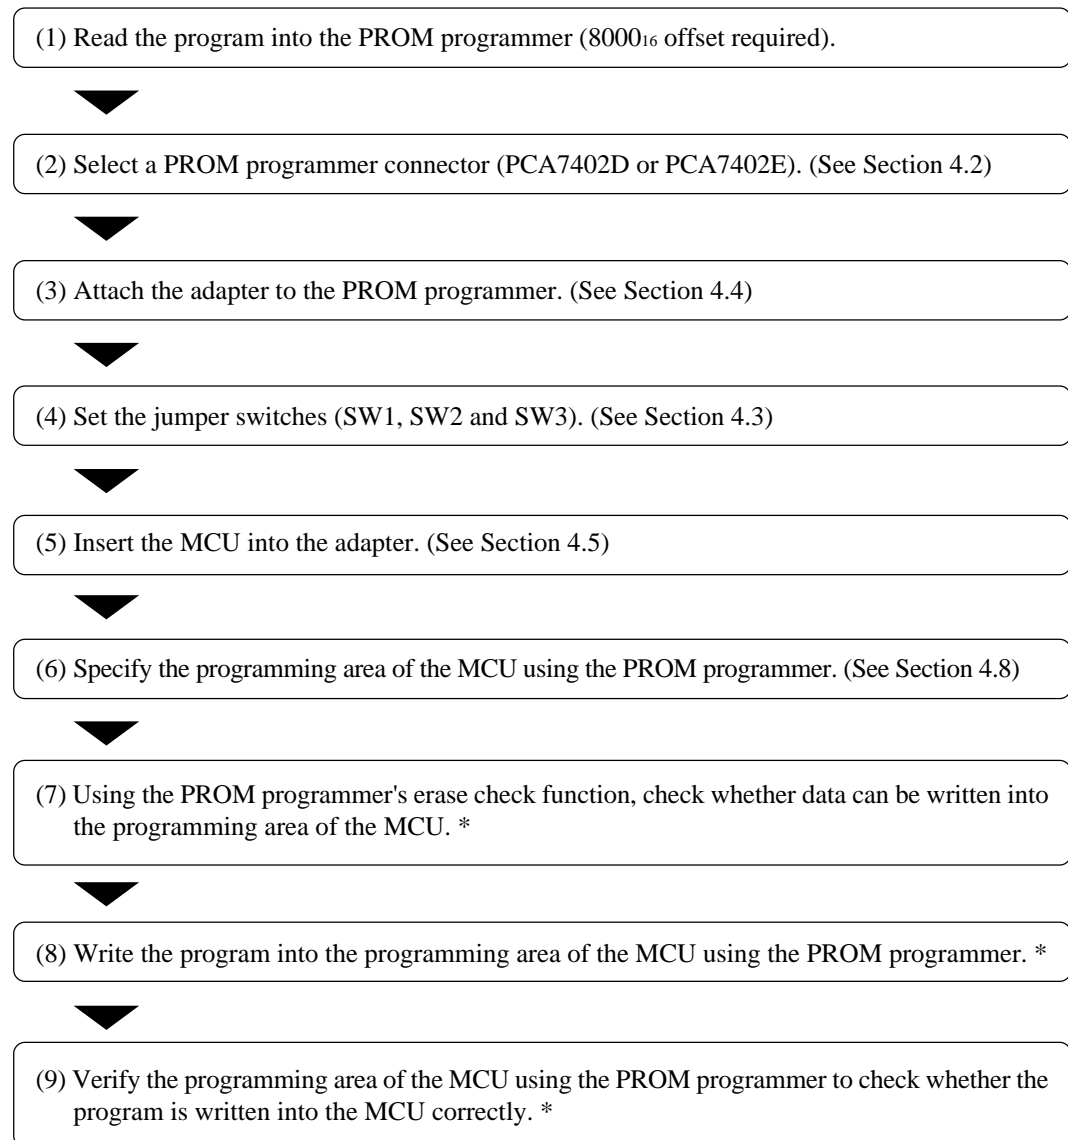 (1) Read the program into the PROM programmer (8000₁₆ offset required).
(2) Select a PROM programmer connector (PCA7402D or PCA7402E). (See Section 4.2)
(3) Attach the adapter to the PROM programmer. (See Section 4.4)
(4) Set the jumper switches (SW1, SW2 and SW3). (See Section 4.3)
(5) Insert the MCU into the adapter. (See Section 4.5)
(6) Specify the programming area of the MCU using the PROM programmer. (See Section 4.8)
(7) Using the PROM programmer's erase check function, check whether data can be written into
the programming area of the MCU. *
(8) Write the program into the programming area of the MCU using the PROM programmer. *
(9) Verify the programming area of the MCU using the PROM programmer to check whether the
program is written into the MCU correctly. *